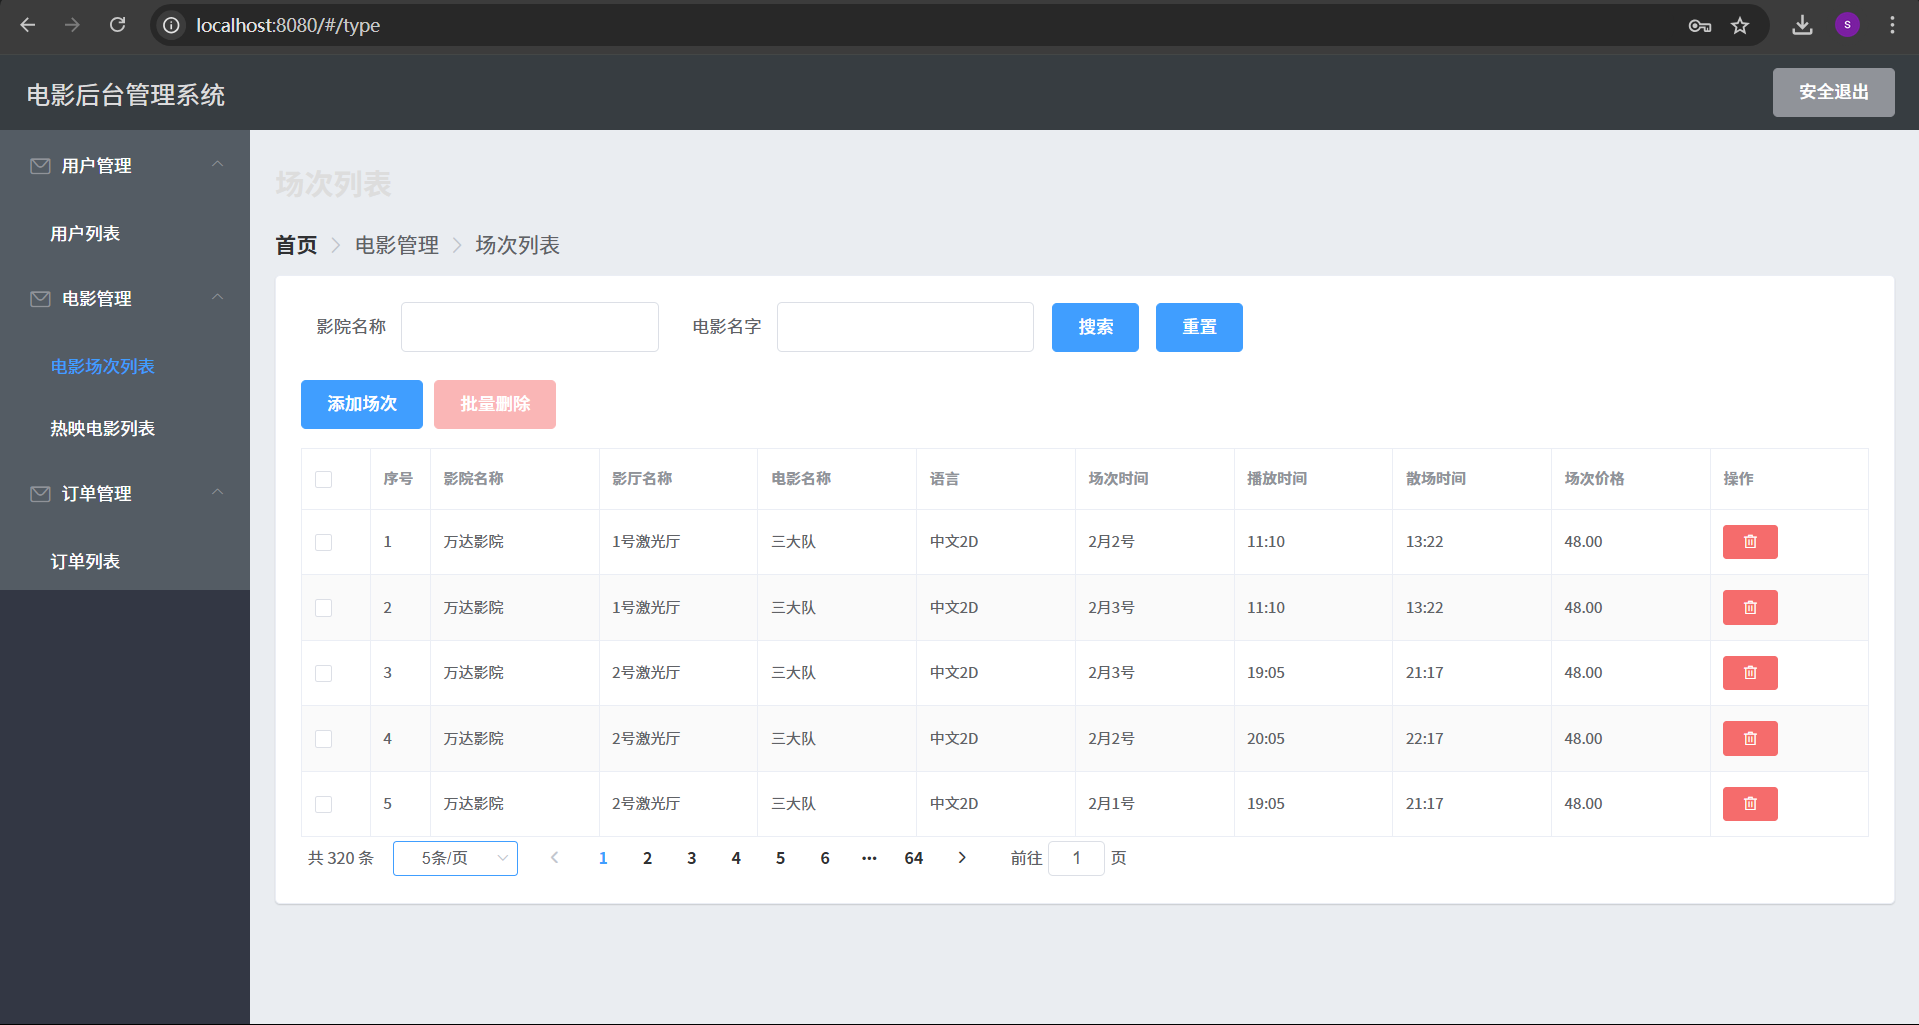 localhost:8080/#/type
S
电影后台管理系统
安全退出
用户管理
用户列表
电影管理
电影场次列表
热映电影列表
订单管理
订单列表
场次列表
首页 电影管理 场次列表
影院名称 电影名字 搜索 重置
添加场次 批量删除
序号 影院名称 影厅名称 电影名称 语言 场次时间 播放时间 散场时间 场次价格 操作
1 万达影院 1号激光厅 三大队 中文2D 2月2号 11:10 13:22 48.00
2 万达影院 1号激光厅 三大队 中文2D 2月3号 11:10 13:22 48.00
3 万达影院 2号激光厅 三大队 中文2D 2月3号 19:05 21:17 48.00
4 万达影院 2号激光厅 三大队 中文2D 2月2号 20:05 22:17 48.00
5 万达影院 2号激光厅 三大队 中文2D 2月1号 19:05 21:17 48.00
共 320 条 5条/页 1 2 3 4 5 6 ··· 64 前往 1 页